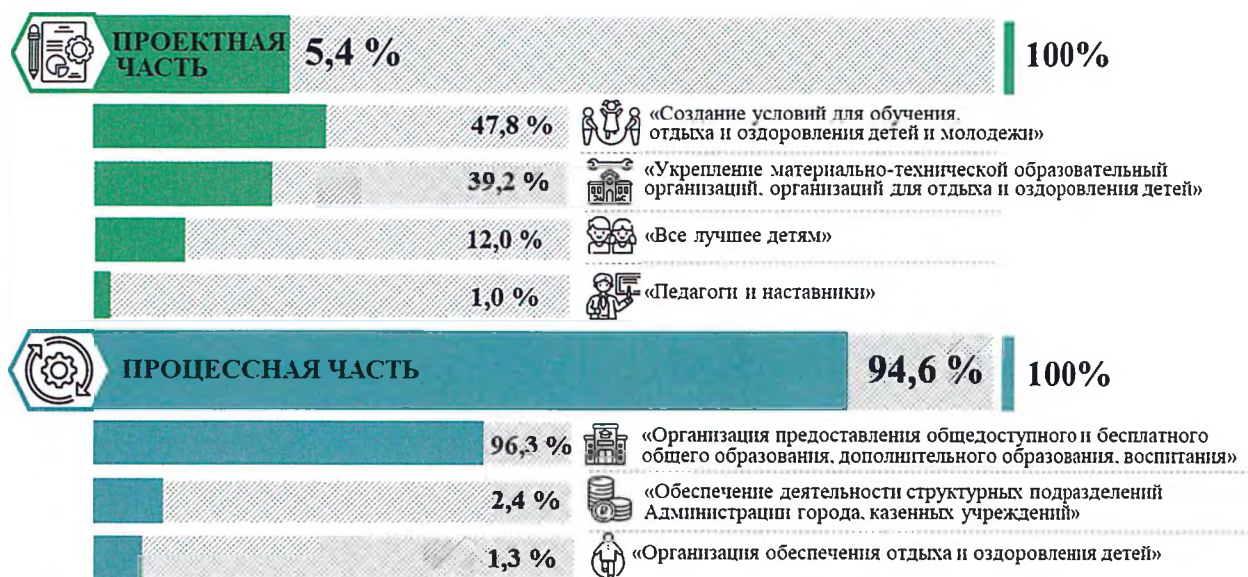 ПРОЕКТНАЯ
ЧАСТЬ
5,4 %
100%
47,8 %
«Создание условий для обучения,
отдыха и оздоровления детей и молодежи»
39,2 %
«Укрепление материально-технической образовательный
организаций, организаций для отдыха и оздоровления детей»
12,0 %
«Все лучшее детям»
1,0 %
«Педагоги и наставники»
ПРОЦЕССНАЯ ЧАСТЬ
94,6 %
100%
96,3 %
«Организация предоставления общедоступного и бесплатного
общего образования, дополнительного образования, воспитания»
2,4 %
«Обеспечение деятельности структурных подразделений
Администрации города, казенных учреждений»
1,3 %
«Организация обеспечения отдыха и оздоровления детей»